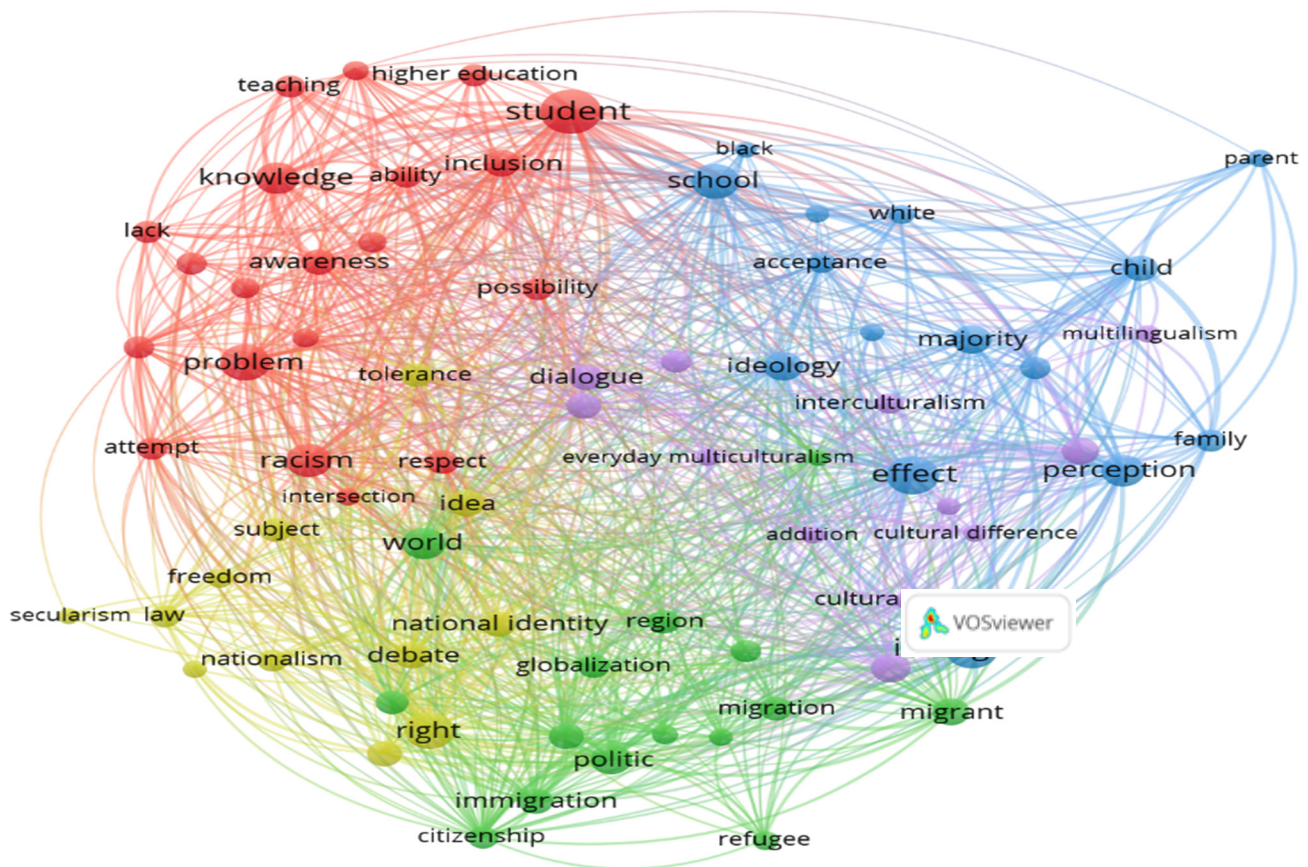 higher education
teaching
student
black
parent
inclusion
knowledge
ability
school
white
lack
awareness
acceptance
child
possibility
multilingualism
majority
problem
tolerance
dialogue
ideology
interculturalism
family
attempt
racism
respect
everyday multiculturalism
effect
perception
intersection
idea
subject
world
addition
cultural difference
freedom
cultura
secularism
law
national identity
region
VOSviewer
nationalism
debate
globalization
migration
migrant
right
politic
immigration
citizenship
refugee